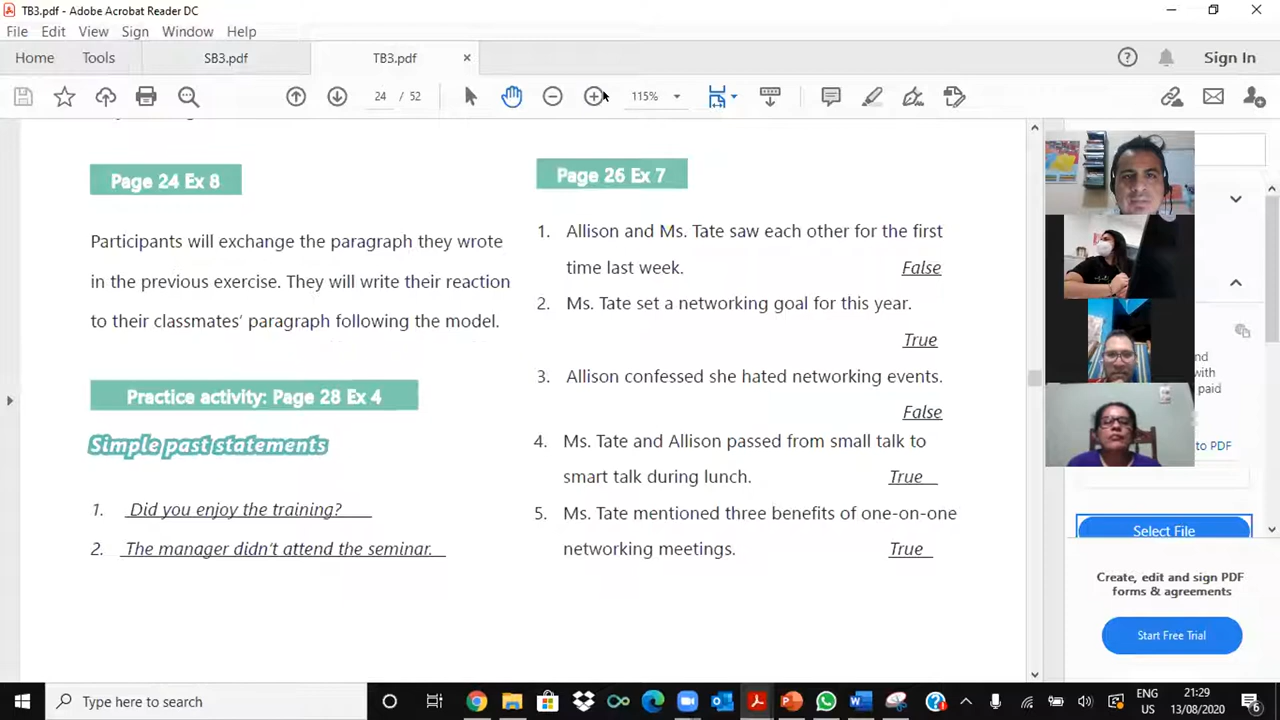 TB3.pdf - Adobe Acrobat Reader DC
File Edit View Sign Window Help
Home Tools SB3.pdf TB3.pdf × Sign In
24 / 52 115%
Page 24 Ex 8
Participants will exchange the paragraph they wrote
in the previous exercise. They will write their reaction
to their classmates' paragraph following the model.
Practice activity: Page 28 Ex 4
Simple past statements
1. Did you enjoy the training?
2. The manager didn't attend the seminar.
Page 26 Ex 7
1. Allison and Ms. Tate saw each other for the first
time last week. False
2. Ms. Tate set a networking goal for this year.
True
3. Allison confessed she hated networking events.
False
4. Ms. Tate and Allison passed from small talk to
smart talk during lunch. True
5. Ms. Tate mentioned three benefits of one-on-one
networking meetings. True
nd
with
paid
to PDF
Select File
Create, edit and sign PDF
forms & agreements
Start Free Trial
Type here to search
ENG
US
21:29
13/08/2020
6